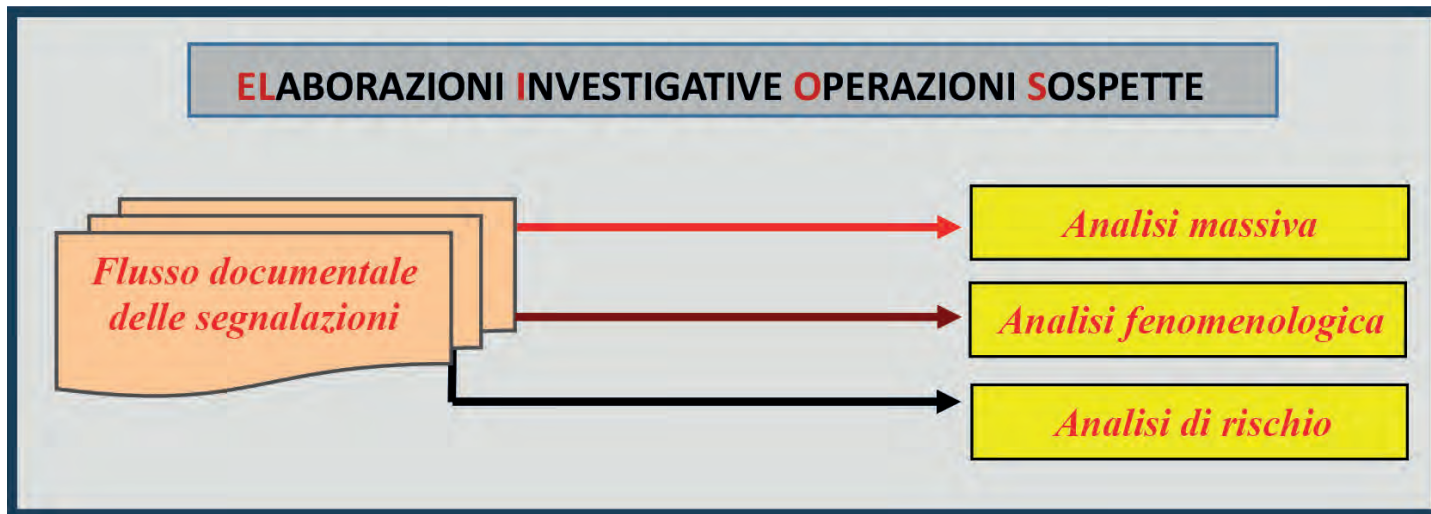 ELABORAZIONI INVESTIGATIVE OPERAZIONI SOSPETTE
Flusso documentale
delle segnalazioni
Analisi massiva
Analisi fenomenologica
Analisi di rischio